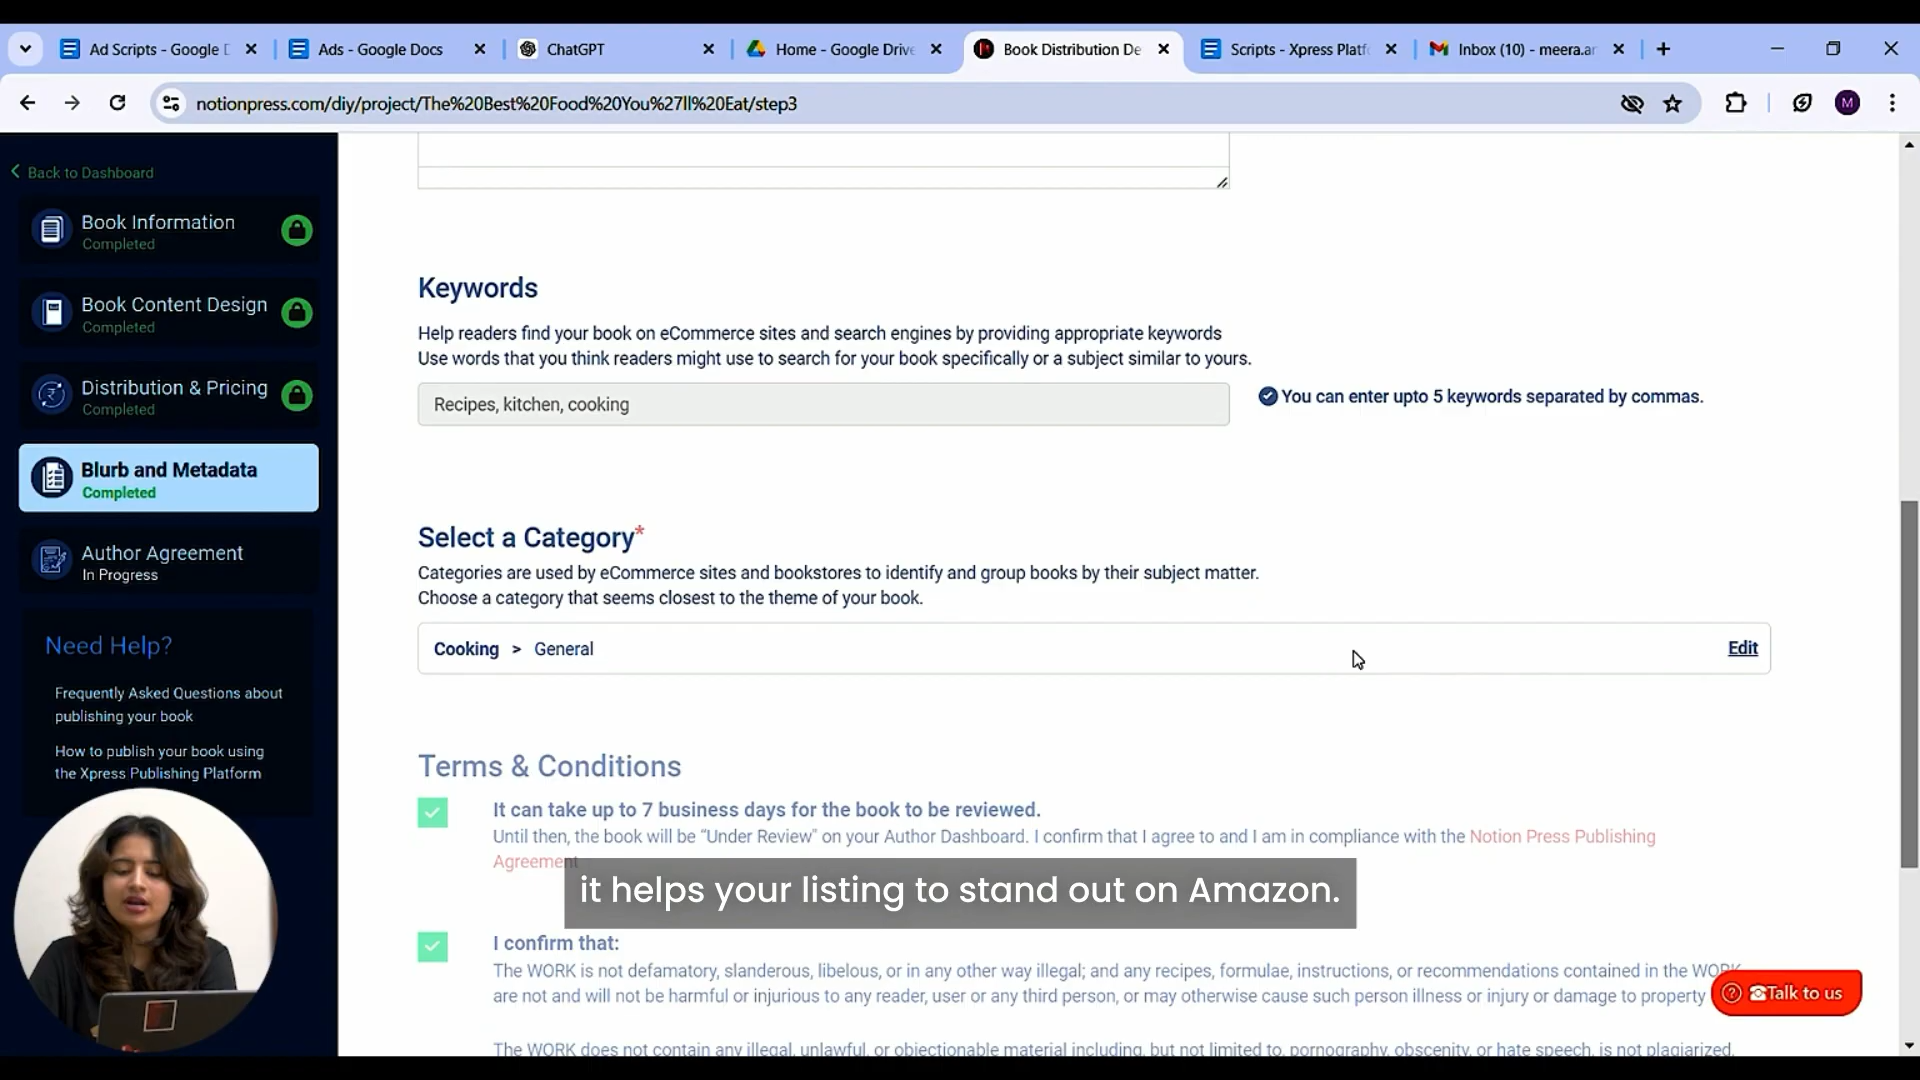 Ad Scripts - Google D
Ads - Google Docs
ChatGPT
Home - Google Drive
Book Distribution De
Scripts - Xpress Platf
Inbox (10) - meera.ar
notionpress.com/diy/project/The%20Best%20Food%20You%27ll%20Eat/step3
M
Back to Dashboard
Book Information
Completed
Book Content Design
Completed
Distribution & Pricing
Completed
Blurb and Metadata
Completed
Author Agreement
In Progress
Need Help?
Frequently Asked Questions about
publishing your book
How to publish your book using
the Xpress Publishing Platform
Keywords
Help readers find your book on eCommerce sites and search engines by providing appropriate keywords
Use words that you think readers might use to search for your book specifically or a subject similar to yours.
Recipes, kitchen, cooking
You can enter upto 5 keywords separated by commas.
Select a Category*
Categories are used by eCommerce sites and bookstores to identify and group books by their subject matter.
Choose a category that seems closest to the theme of your book.
Cooking > General
Edit
Terms & Conditions
It can take up to 7 business days for the book to be reviewed.
Until then, the book will be “Under Review" on your Author Dashboard. I confirm that I agree to and I am in compliance with the Notion Press Publishing
Agreement
it helps your listing to stand out on Amazon.
I confirm that:
The WORK is not defamatory, slanderous, libelous, or in any other way illegal; and any recipes, formulae, instructions, or recommendations contained in the WORK
are not and will not be harmful or injurious to any reader, user or any third person, or may otherwise cause such person illness or injury or damage to property
Talk to us
The WORK does not contain any illegal, unlawful, or objectionable material including, but not limited to, pornography, obscenity, or hate speech, is not plagiarized,